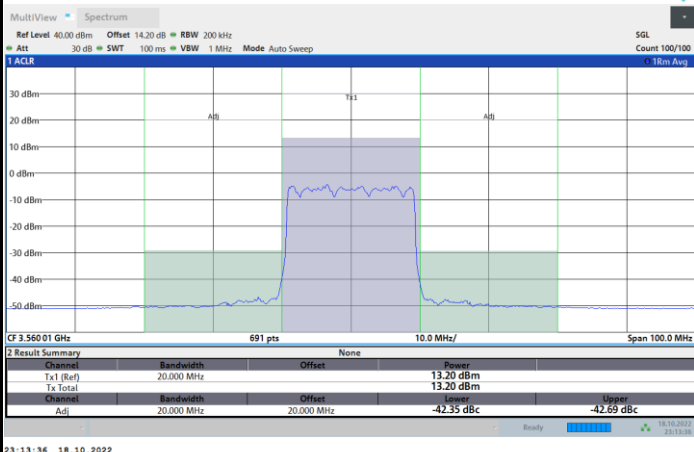 MultiView Spectrum
Ref Level 40.00 dBm Offset 14.20 dB RBW 200 kHz SGL
Att 30 dB SWT 100 ms VBW 1 MHz Mode Auto Sweep Count 100/100
1 ACLR 1Rm Avg
30 dBm
Tx1
20 dBm
Adj Adj
10 dBm
0 dBm
-10 dBm
-20 dBm
-30 dBm
-40 dBm
-50 dBm
CF 3.56001 GHz 691 pts 10.0 MHz/ Span 100.0 MHz
2 Result Summary None
Channel Bandwidth Offset Power
Tx1 (Ref) 20.000 MHz 13.20 dBm
Tx Total 13.20 dBm
Channel Bandwidth Offset Lower Upper
Adj 20.000 MHz 20.000 MHz -42.35 dBc -42.69 dBc
Ready 18.10.2022
23:13:36
23:13:36 18.10.2022